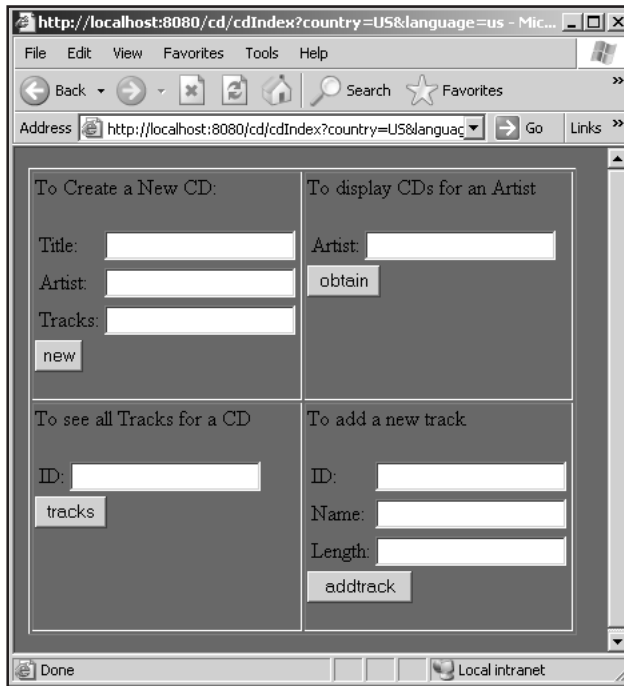 http://localhost:8080/cd/cdIndex?country=US&language=us - Mic...
File Edit View Favorites Tools Help
Back Search Favorites
Address http://localhost:8080/cd/cdIndex?country=US&languag Go Links
To Create a New CD:
Title:
Artist:
Tracks:
new
To display CDs for an Artist
Artist:
obtain
To see all Tracks for a CD
ID:
tracks
To add a new track
ID:
Name:
Length:
addtrack
Done Local intranet